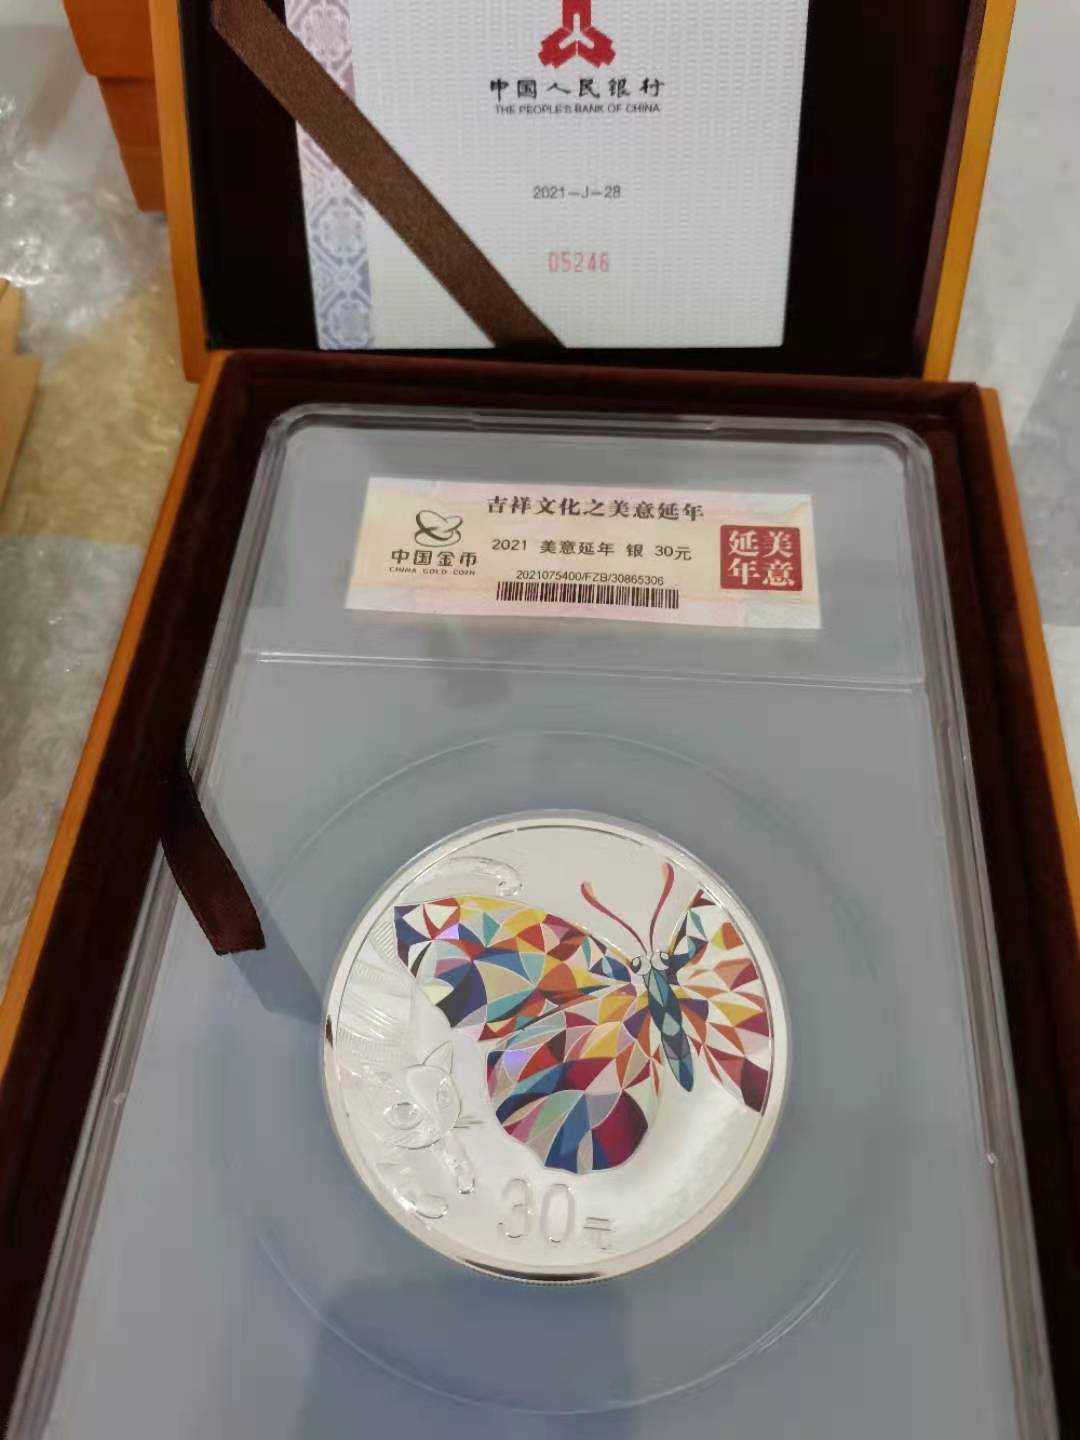 中国人民银行
THE PEOPLE'S BANK OF CHINA
2021-J-28
05246
吉祥文化之美意延年
中国金币
CHINA GOLD COIN
2021 美意延年 银 30元
2021075400/FZB/30865306
美意
延年
30元